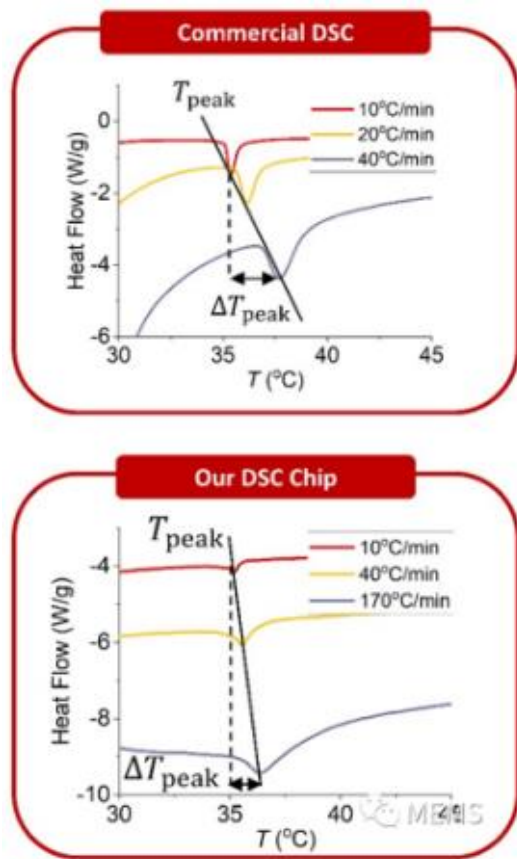 Commercial DSC
T_peak
10°C/min
20°C/min
40°C/min
0
-2
-4
-6
Heat Flow (W/g)
ΔT_peak
30 35 40 45
T (°C)
Our DSC Chip
T_peak
10°C/min
40°C/min
170°C/min
-4
-6
-8
-10
Heat Flow (W/g)
ΔT_peak
30 35 40
MEMS
T (°C)